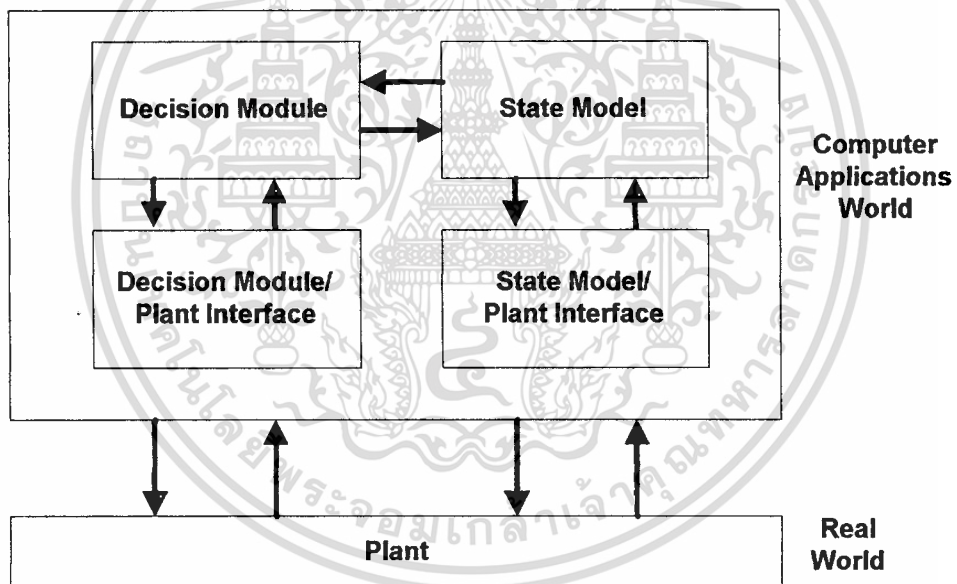 Decision Module
State Model
Computer
Applications
World
Decision Module/
Plant Interface
State Model/
Plant Interface
Plant
Real
World